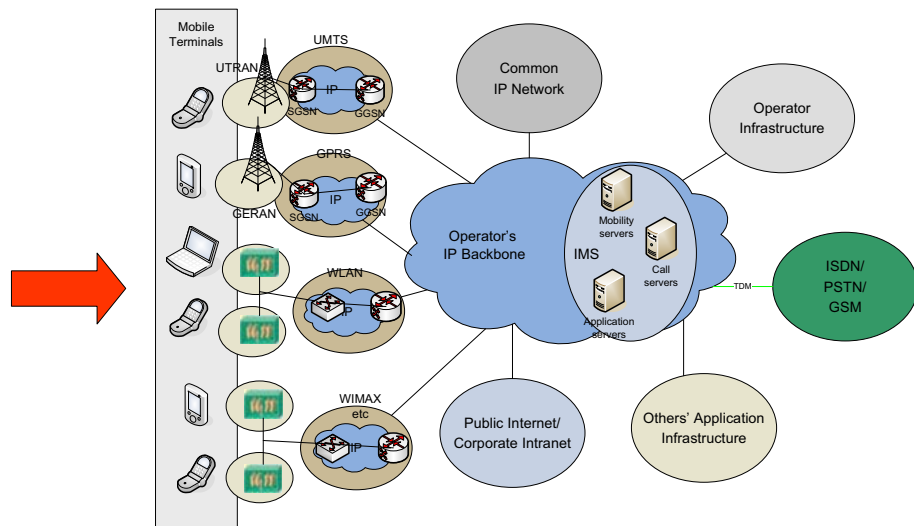 Mobile
Terminals
UTRAN
UMTS
IP
SGSN
GGSN
GPRS
IP
SGSN
GGSN
GERAN
WLAN
IP
WIMAX
etc
IP
Common
IP Network
Operator
Infrastructure
Operator's
IP Backbone
IMS
Mobility
servers
Call
servers
Application
servers
TDM
ISDN/
PSTN/
GSM
Public Internet/
Corporate Intranet
Others' Application
Infrastructure